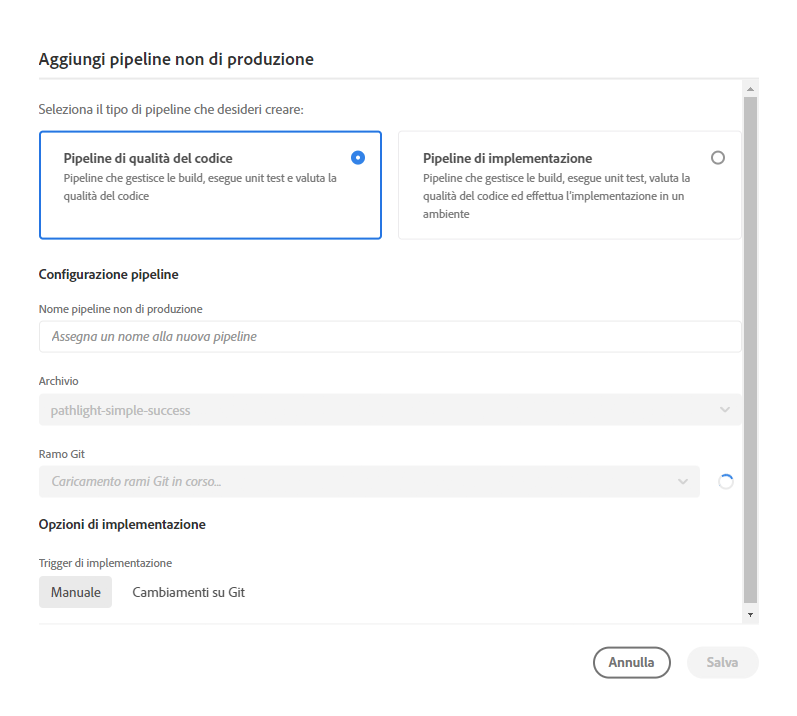 Aggiungi pipeline non di produzione
Seleziona il tipo di pipeline che desideri creare:
Pipeline di qualità del codice
Pipeline che gestisce le build, esegue unit test e valuta la
qualità del codice
Pipeline di implementazione
Pipeline che gestisce le build, esegue unit test, valuta la
qualità del codice ed effettua l'implementazione in un
ambiente
Configurazione pipeline
Nome pipeline non di produzione
Assegna un nome alla nuova pipeline
Archivio
pathlight-simple-success
Ramo Git
Caricamento rami Git in corso...
Opzioni di implementazione
Trigger di implementazione
Manuale
Cambiamenti su Git
Annulla
Salva